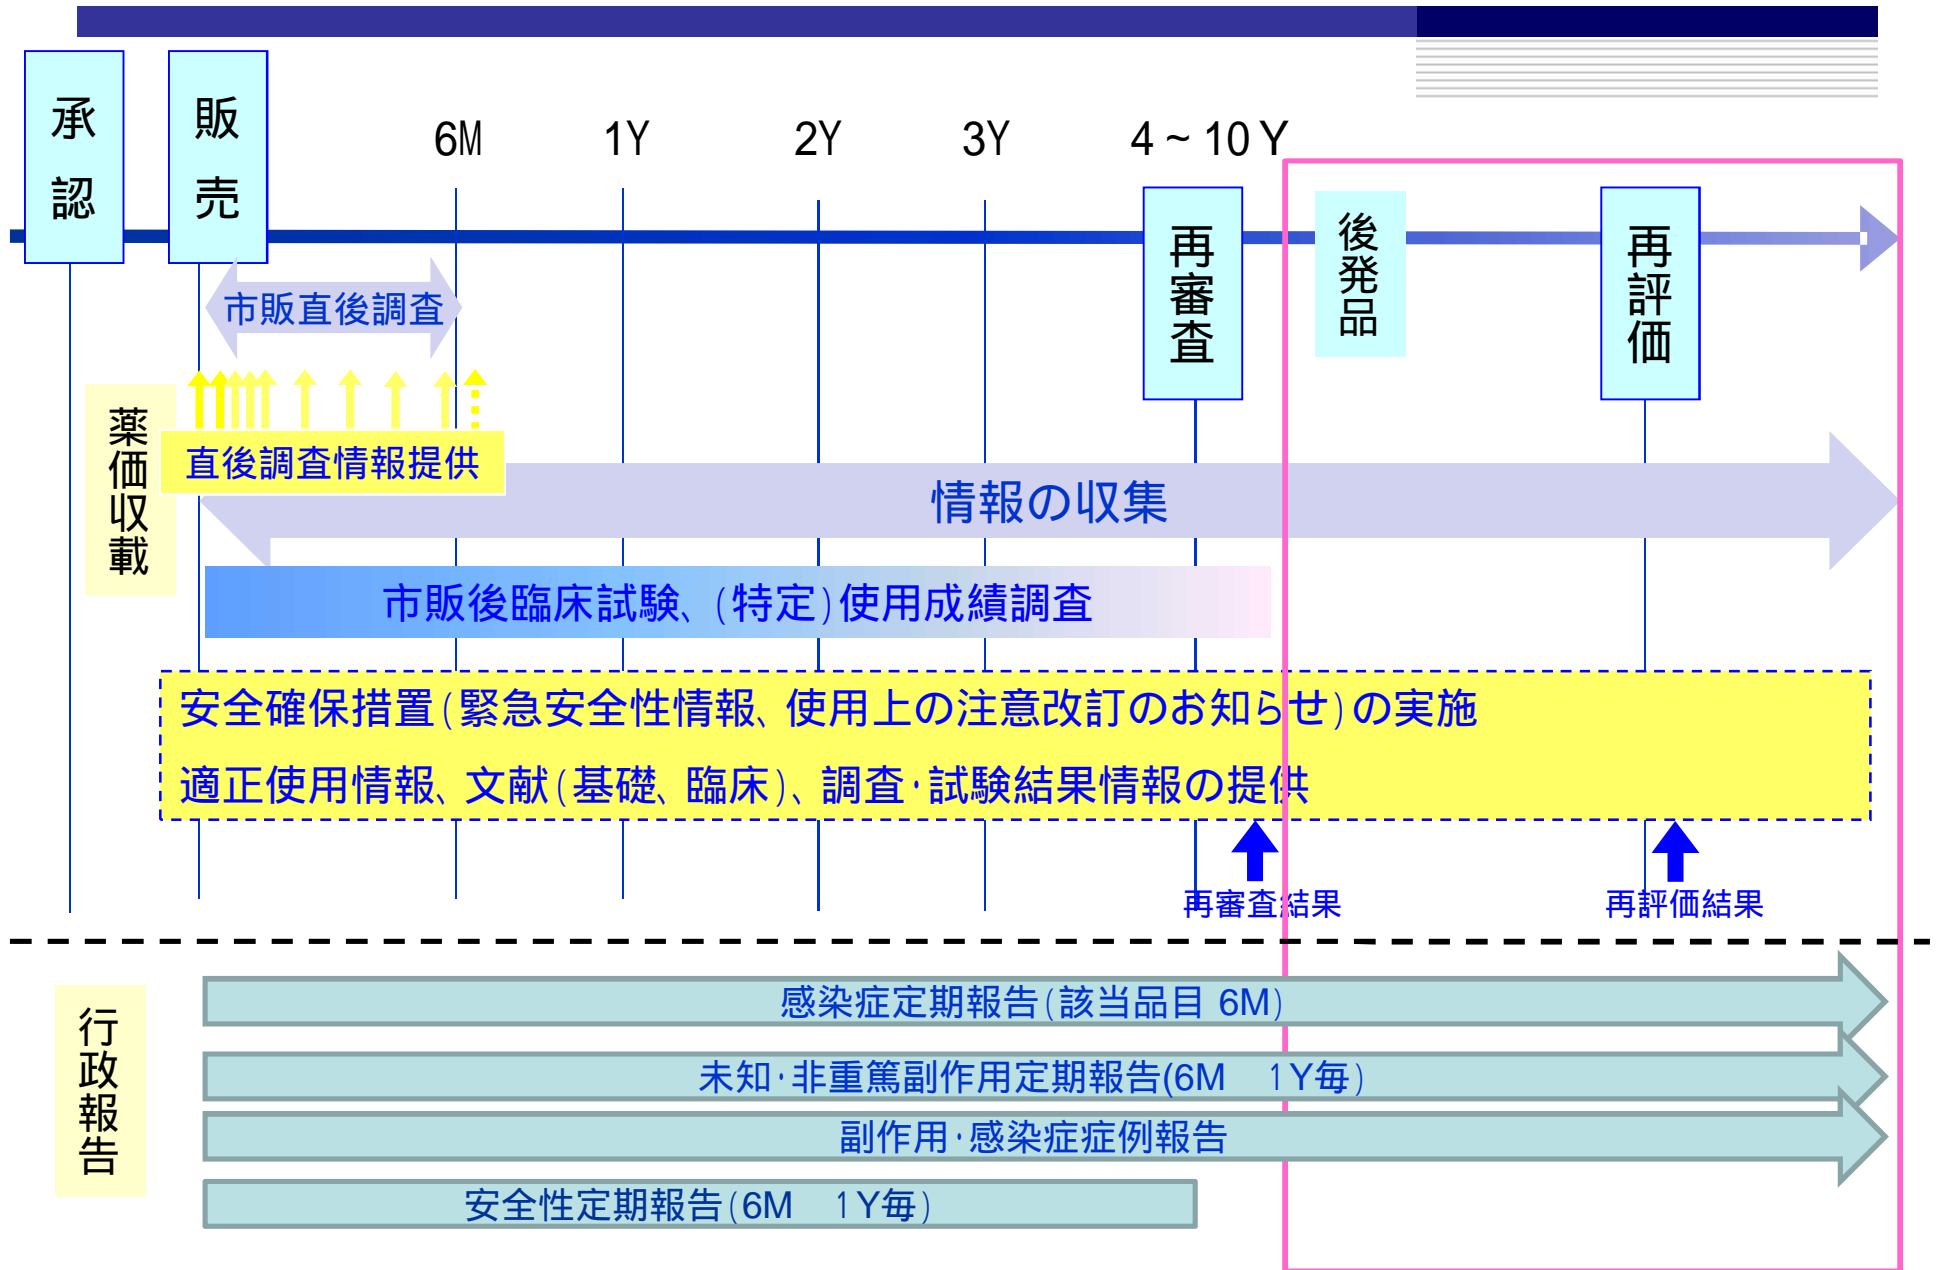 承認
販売
6M
1Y
2Y
3Y
4 ~ 10 Y
再審査
後発品
再評価
市販直後調査
薬価収載
直後調査情報提供
情報の収集
市販後臨床試験、(特定)使用成績調査
安全確保措置(緊急安全性情報、使用上の注意改訂のお知らせ)の実施
適正使用情報、文献(基礎、臨床)、調査・試験結果情報の提供
再審査結果
再評価結果
行政報告
感染症定期報告(該当品目 6M)
未知・非重篤副作用定期報告(6M　1Y毎)
副作用・感染症症例報告
安全性定期報告(6M　1Y毎)